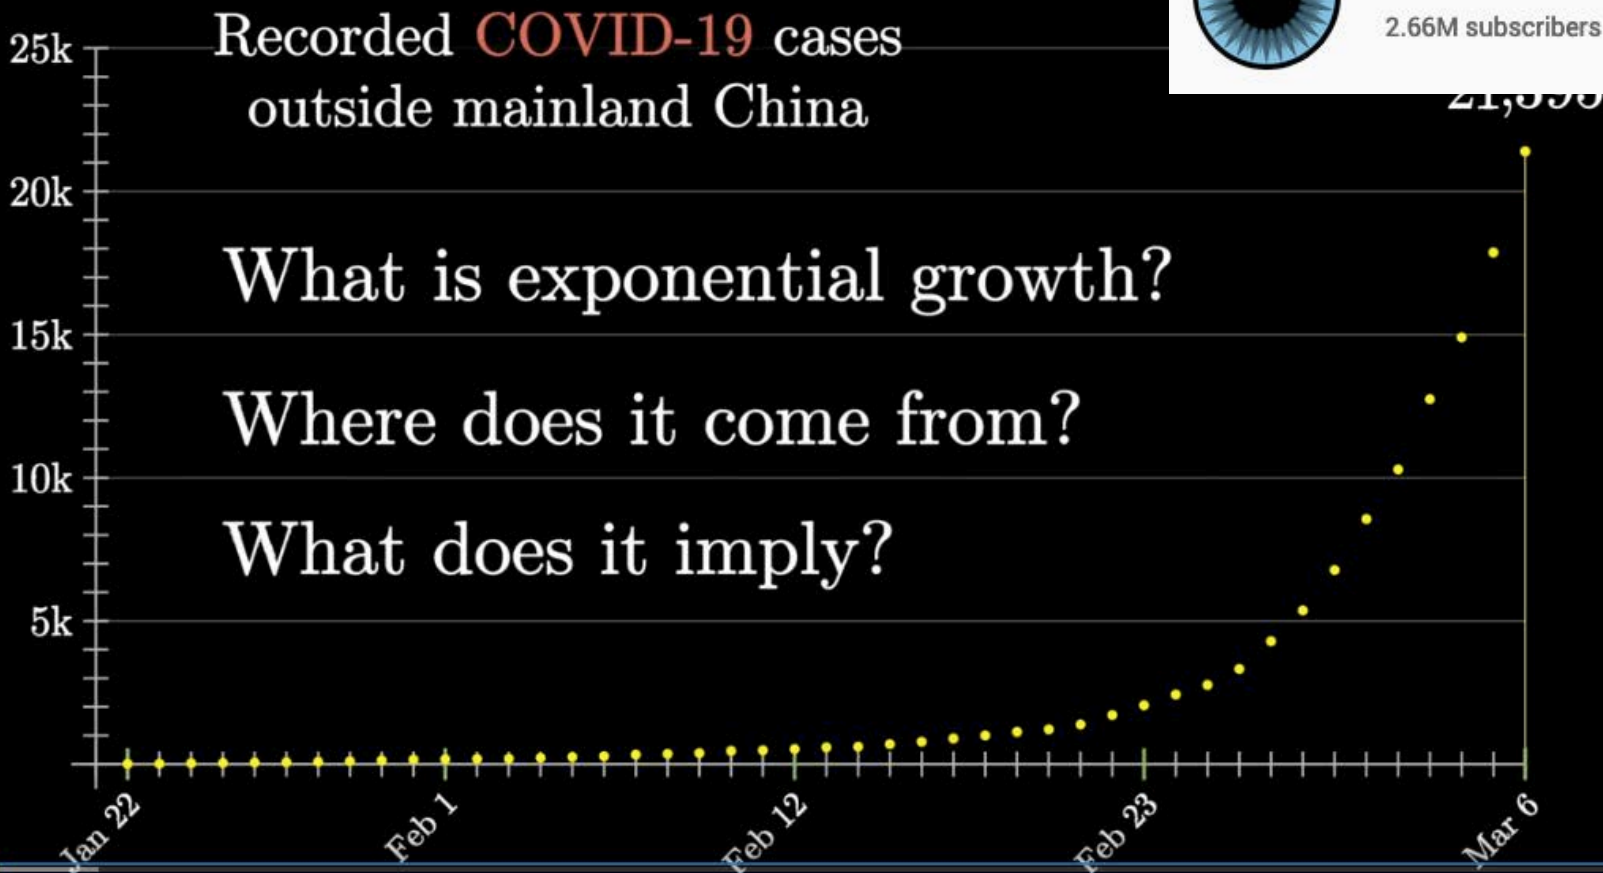 2.66M subscribers
Recorded COVID-19 cases
outside mainland China
25k
20k
15k
10k
5k
What is exponential growth?
Where does it come from?
What does it imply?
Jan 22
Feb 1
Feb 12
Feb 23
Mar 6